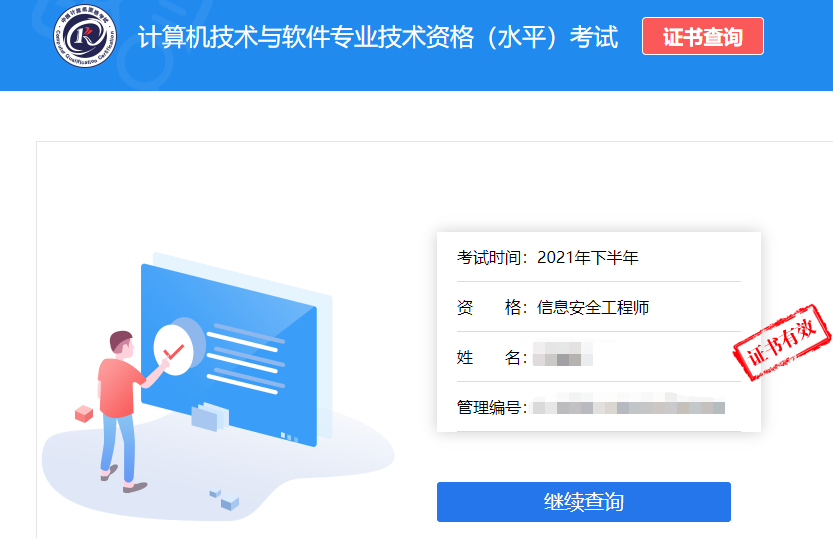 计算机技术与软件专业技术资格（水平）考试
证书查询
考试时间：2021年下半年
资 格：信息安全工程师
姓 名：
证书有效
管理编号：
继续查询